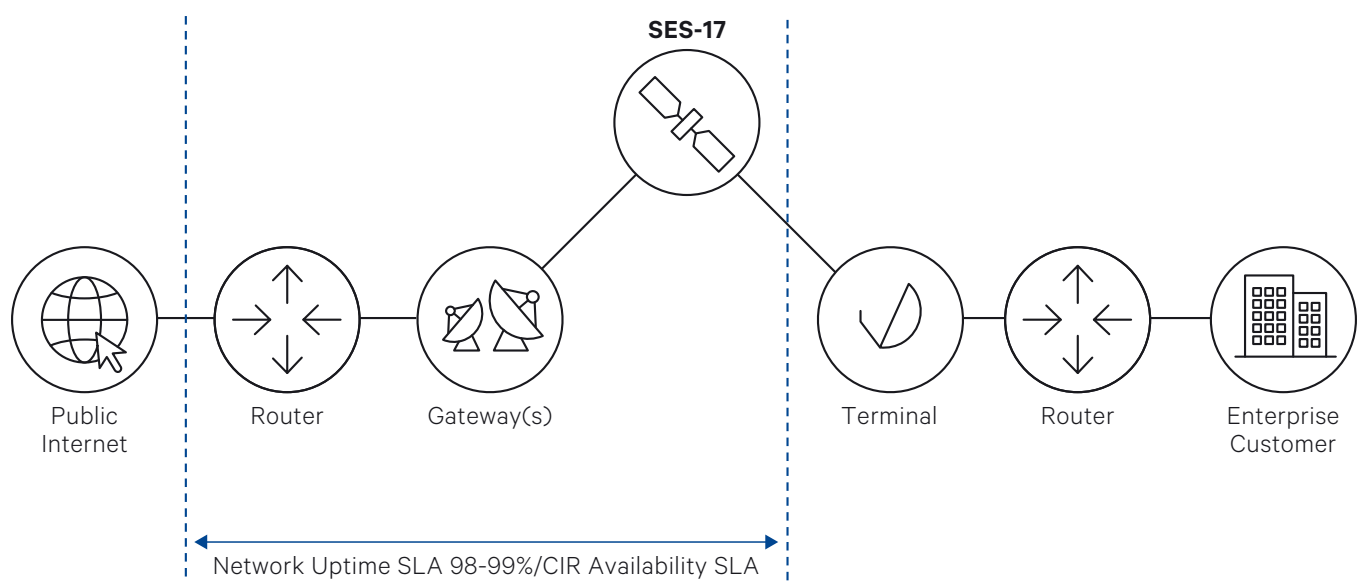 SES-17
Public
Internet
Router
Gateway(s)
Terminal
Router
Enterprise
Customer
Network Uptime SLA 98-99%/CIR Availability SLA